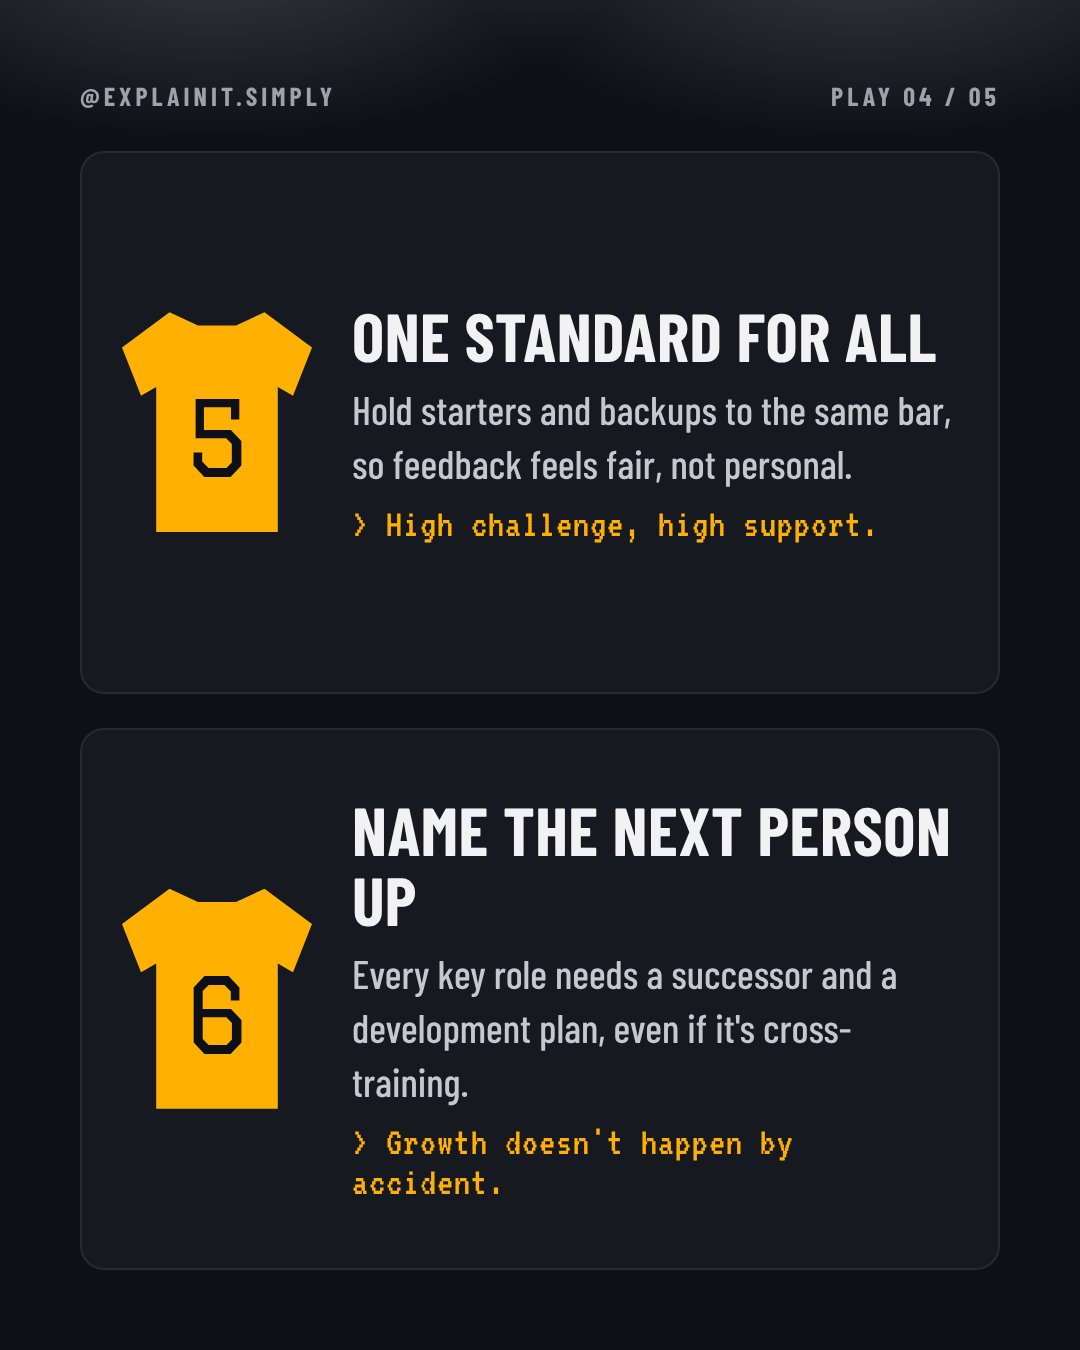 @EXPLAINIT.SIMPLY
PLAY 04 / 05
5
ONE STANDARD FOR ALL
Hold starters and backups to the same bar,
so feedback feels fair, not personal.
> High challenge, high support.
6
NAME THE NEXT PERSON
UP
Every key role needs a successor and a
development plan, even if it's cross-
training.
> Growth doesn't happen by
accident.